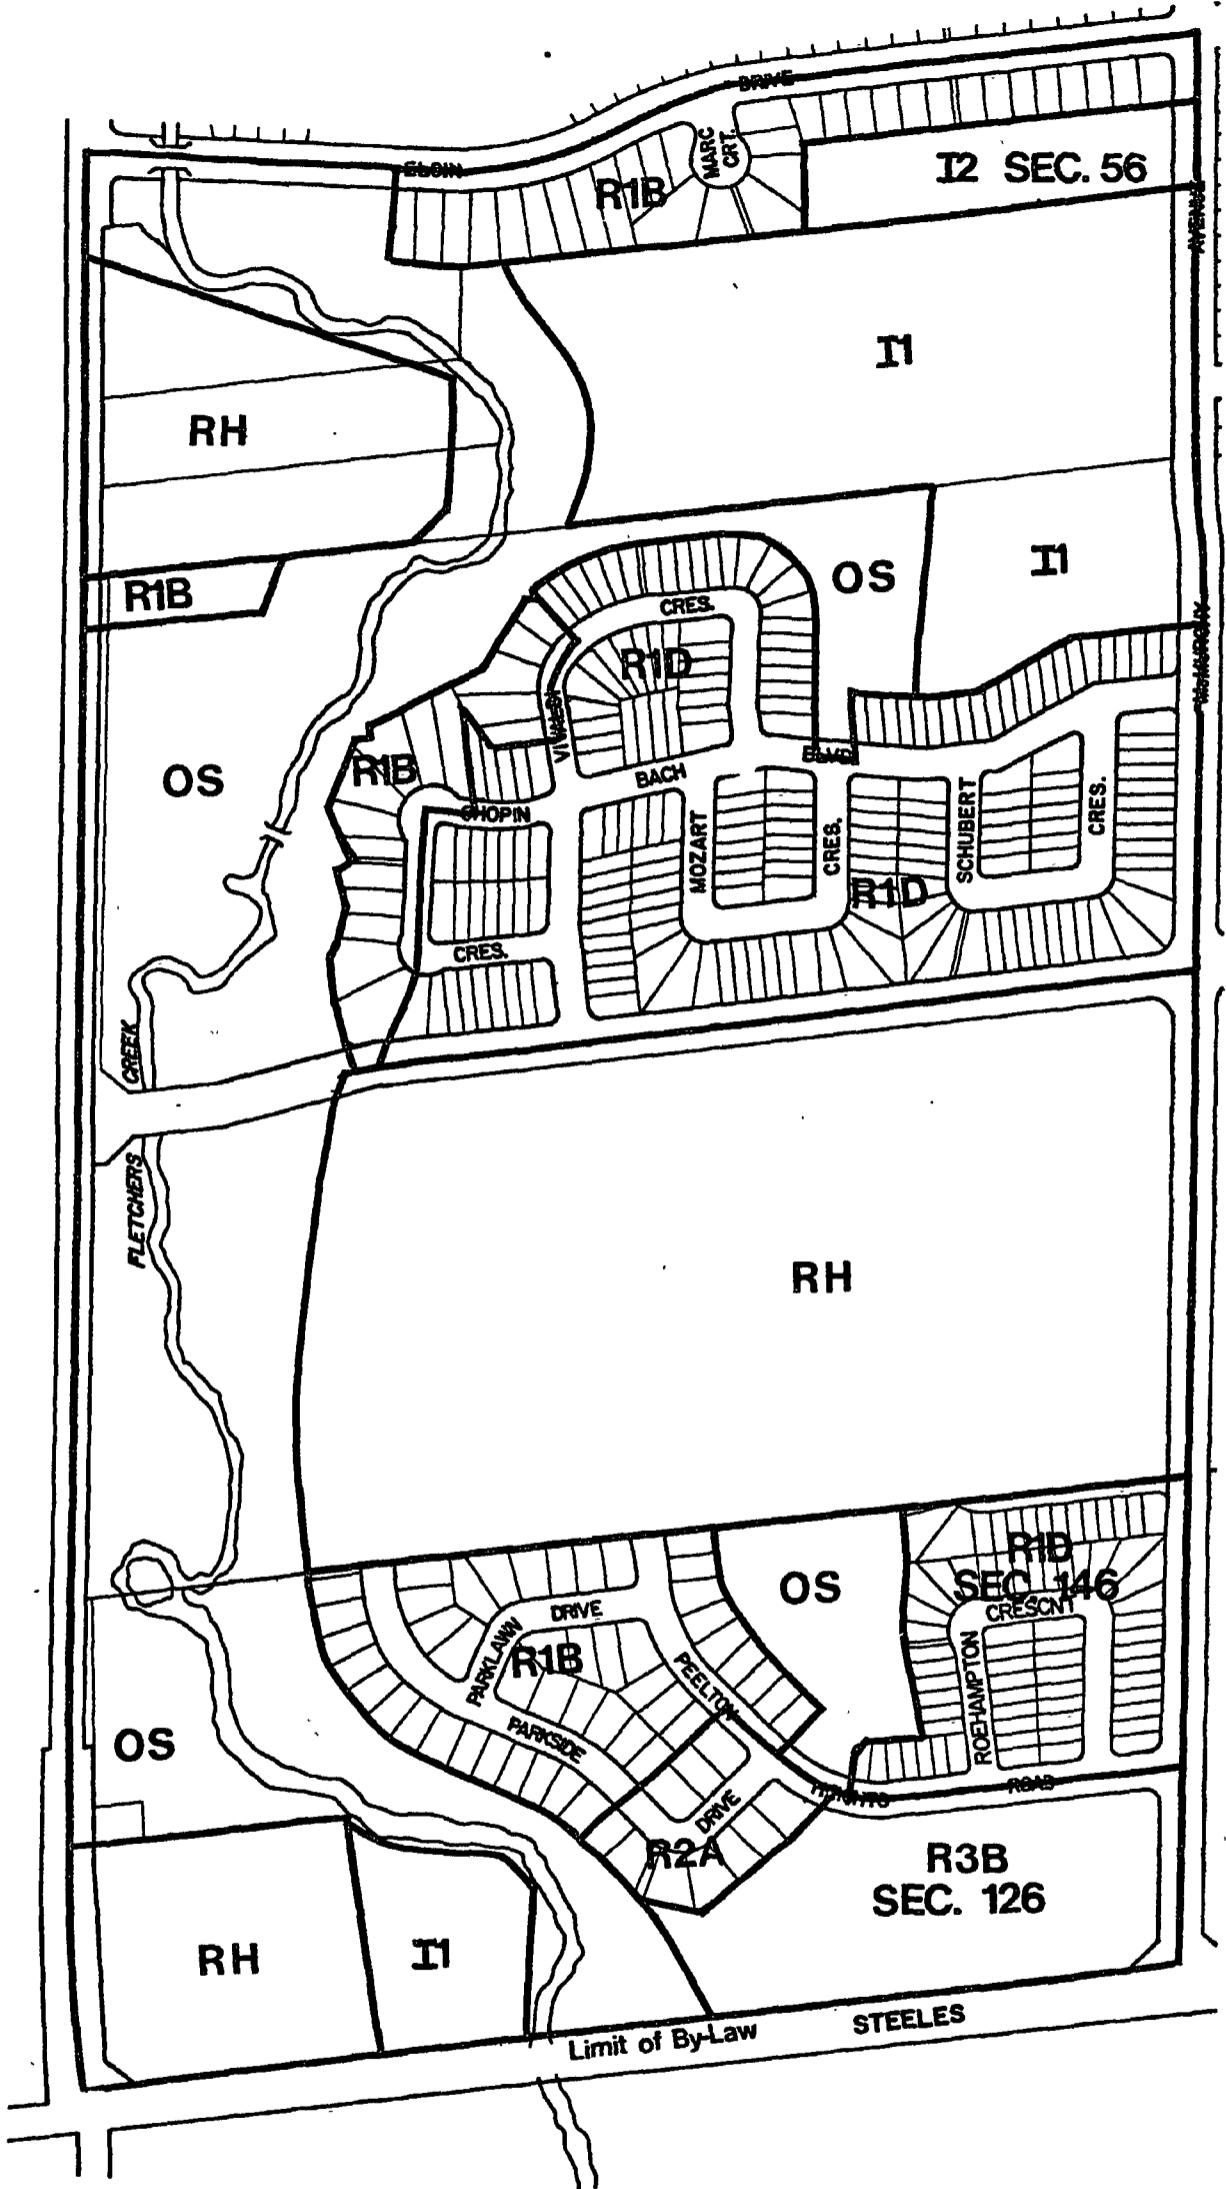 DRIVE
ELGIN
MARC
CRT.
R1B
I2 SEC. 56
AVENUE
I1
RH
R1B
OS
I1
CRES.
R1D
McMURCHY
VIVALDI
OS
R1B
BACH
BLVD.
CHOPIN
MOZART
CRES.
SCHUBERT
CRES.
R1D
CRES.
CREEK
FLETCHERS
RH
R1D
SEC. 146
CRESCNT
OS
DRIVE
PARKLAWN
R1B
PEELTON
ROEHAMPTON
PARKSIDE
OS
HEIGHTS
ROAD
DRIVE
R2A
R3B
SEC. 126
RH
I1
Limit of By-Law
STEELES